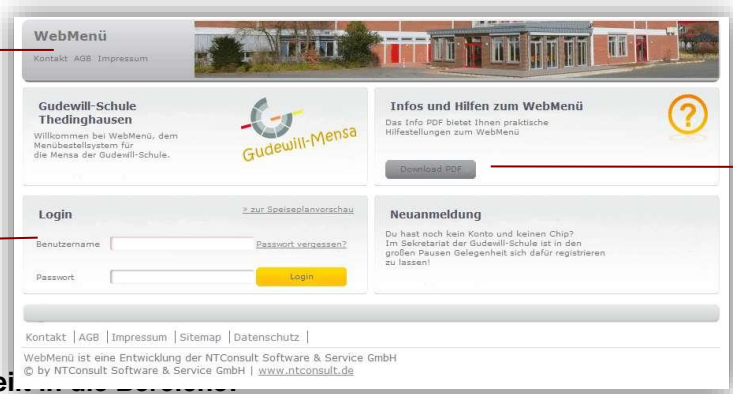 WebMenü
Kontakt AGB Impressum
Gudewill-Schule
Thedinghausen
Willkommen bei WebMenü, dem
Menübestellsystem für
die Mensa der Gudewill-Schule.
Gudewill-Mensa
Infos und Hilfen zum WebMenü
Das Info PDF bietet Ihnen praktische
Hilfestellungen zum WebMenü
?
Download PDF
Login
> zur Speiseplanvorschau
Benutzername
Passwort vergessen?
Passwort
Login
Neuanmeldung
Du hast noch kein Konto und keinen Chip?
Im Sekretariat der Gudewill-Schule ist in den
großen Pausen Gelegenheit sich dafür registrieren
zu lassen!
Kontakt | AGB | Impressum | Sitemap | Datenschutz |
WebMenü ist eine Entwicklung der NTConsult Software & Service GmbH
© by NTConsult Software & Service GmbH | www.ntconsult.de